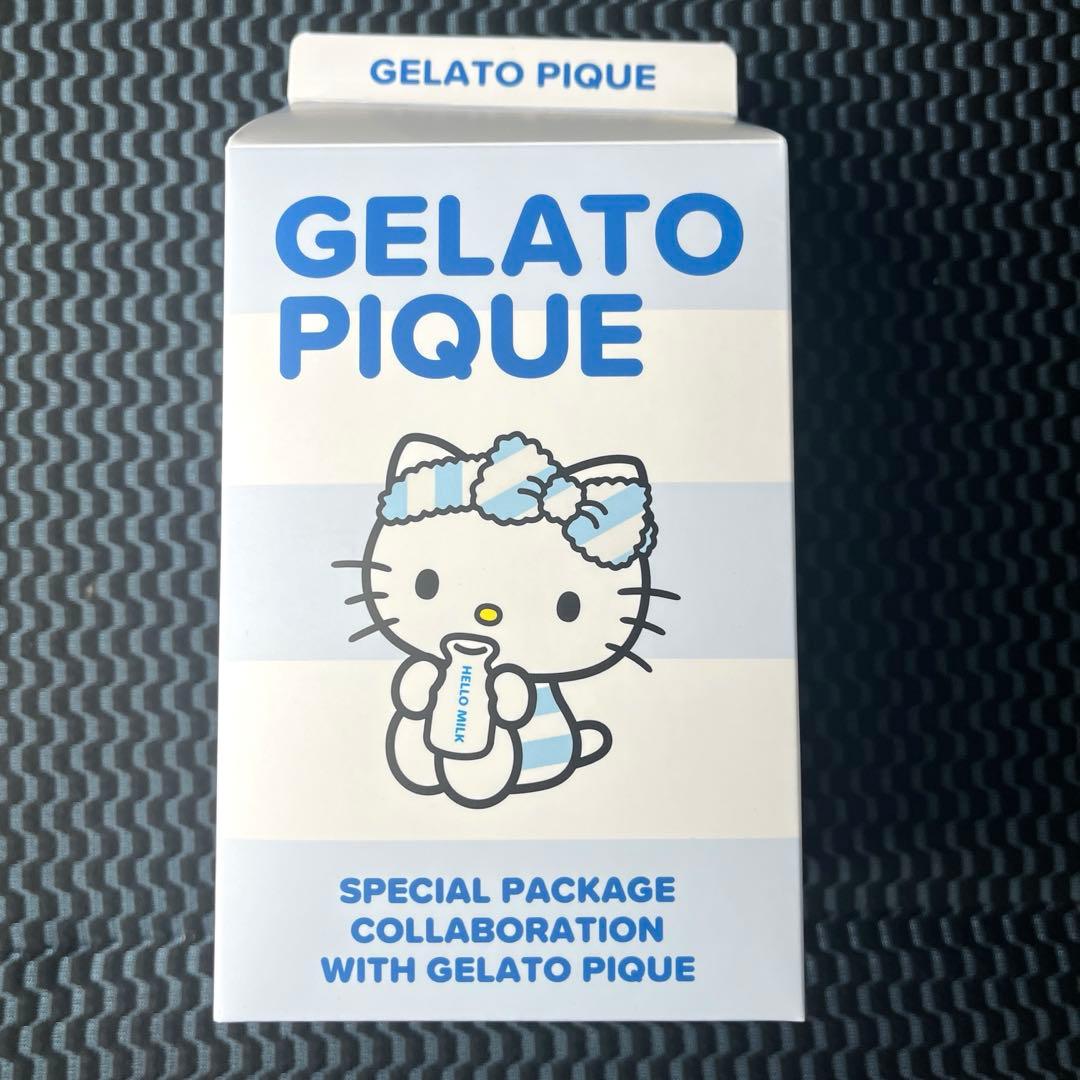 GELATO PIQUE
GELATO
PIQUE
HELLO MILK
SPECIAL PACKAGE
COLLABORATION
WITH GELATO PIQUE